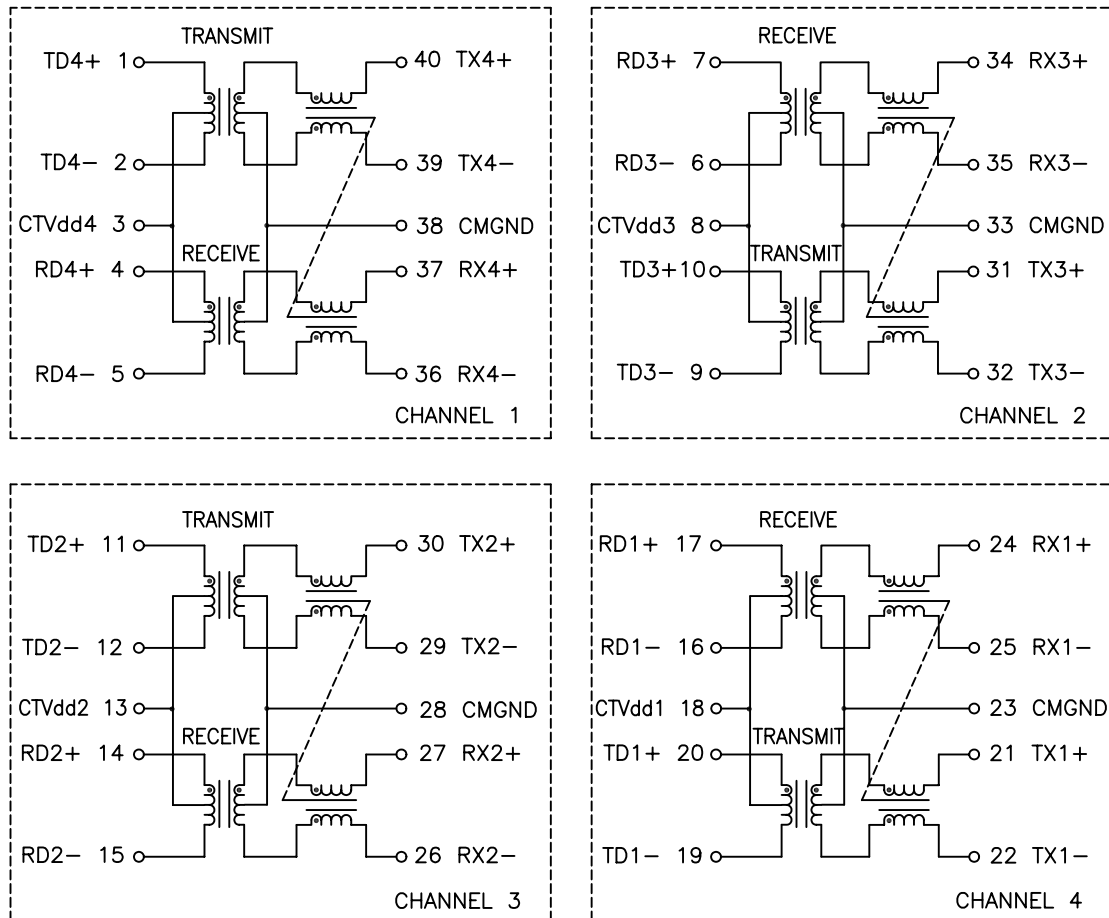 TRANSMIT
TD4+ 1 40 TX4+
TD4- 2 39 TX4-
CTVdd4 3 38 CMGND
RECEIVE
RD4+ 4 37 RX4+
RD4- 5 36 RX4-
CHANNEL 1
RECEIVE
RD3+ 7 34 RX3+
RD3- 6 35 RX3-
CTVdd3 8 33 CMGND
TRANSMIT
TD3+ 10 31 TX3+
TD3- 9 32 TX3-
CHANNEL 2
TRANSMIT
TD2+ 11 30 TX2+
TD2- 12 29 TX2-
CTVdd2 13 28 CMGND
RECEIVE
RD2+ 14 27 RX2+
RD2- 15 26 RX2-
CHANNEL 3
RECEIVE
RD1+ 17 24 RX1+
RD1- 16 25 RX1-
CTVdd1 18 23 CMGND
TRANSMIT
TD1+ 20 21 TX1+
TD1- 19 22 TX1-
CHANNEL 4